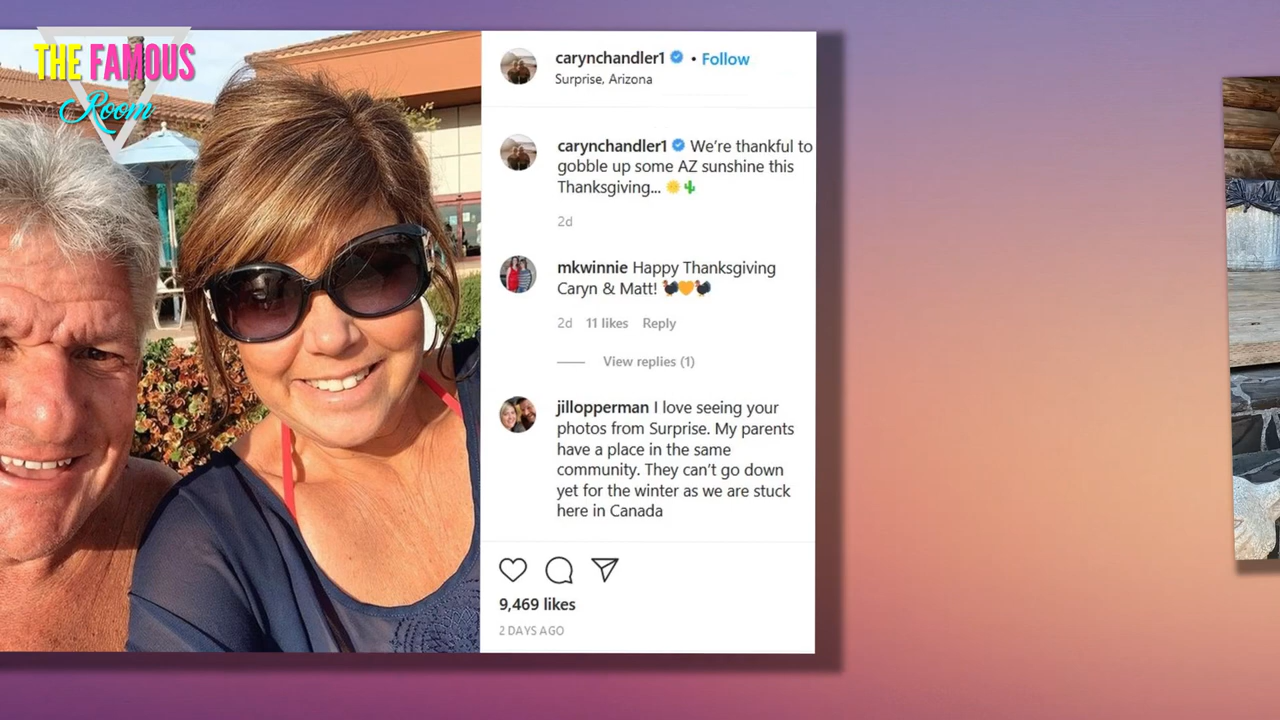 THE FAMOUS
Room
carynchandler1 • Follow
Surprise, Arizona
carynchandler1 We're thankful to
gobble up some AZ sunshine this
Thanksgiving... ☀️🌵
2d
mkwinnie Happy Thanksgiving
Caryn & Matt! 🦃🧡🦃
2d 11 likes Reply
View replies (1)
jillopperman I love seeing your
photos from Surprise. My parents
have a place in the same
community. They can't go down
yet for the winter as we are stuck
here in Canada
9,469 likes
2 DAYS AGO